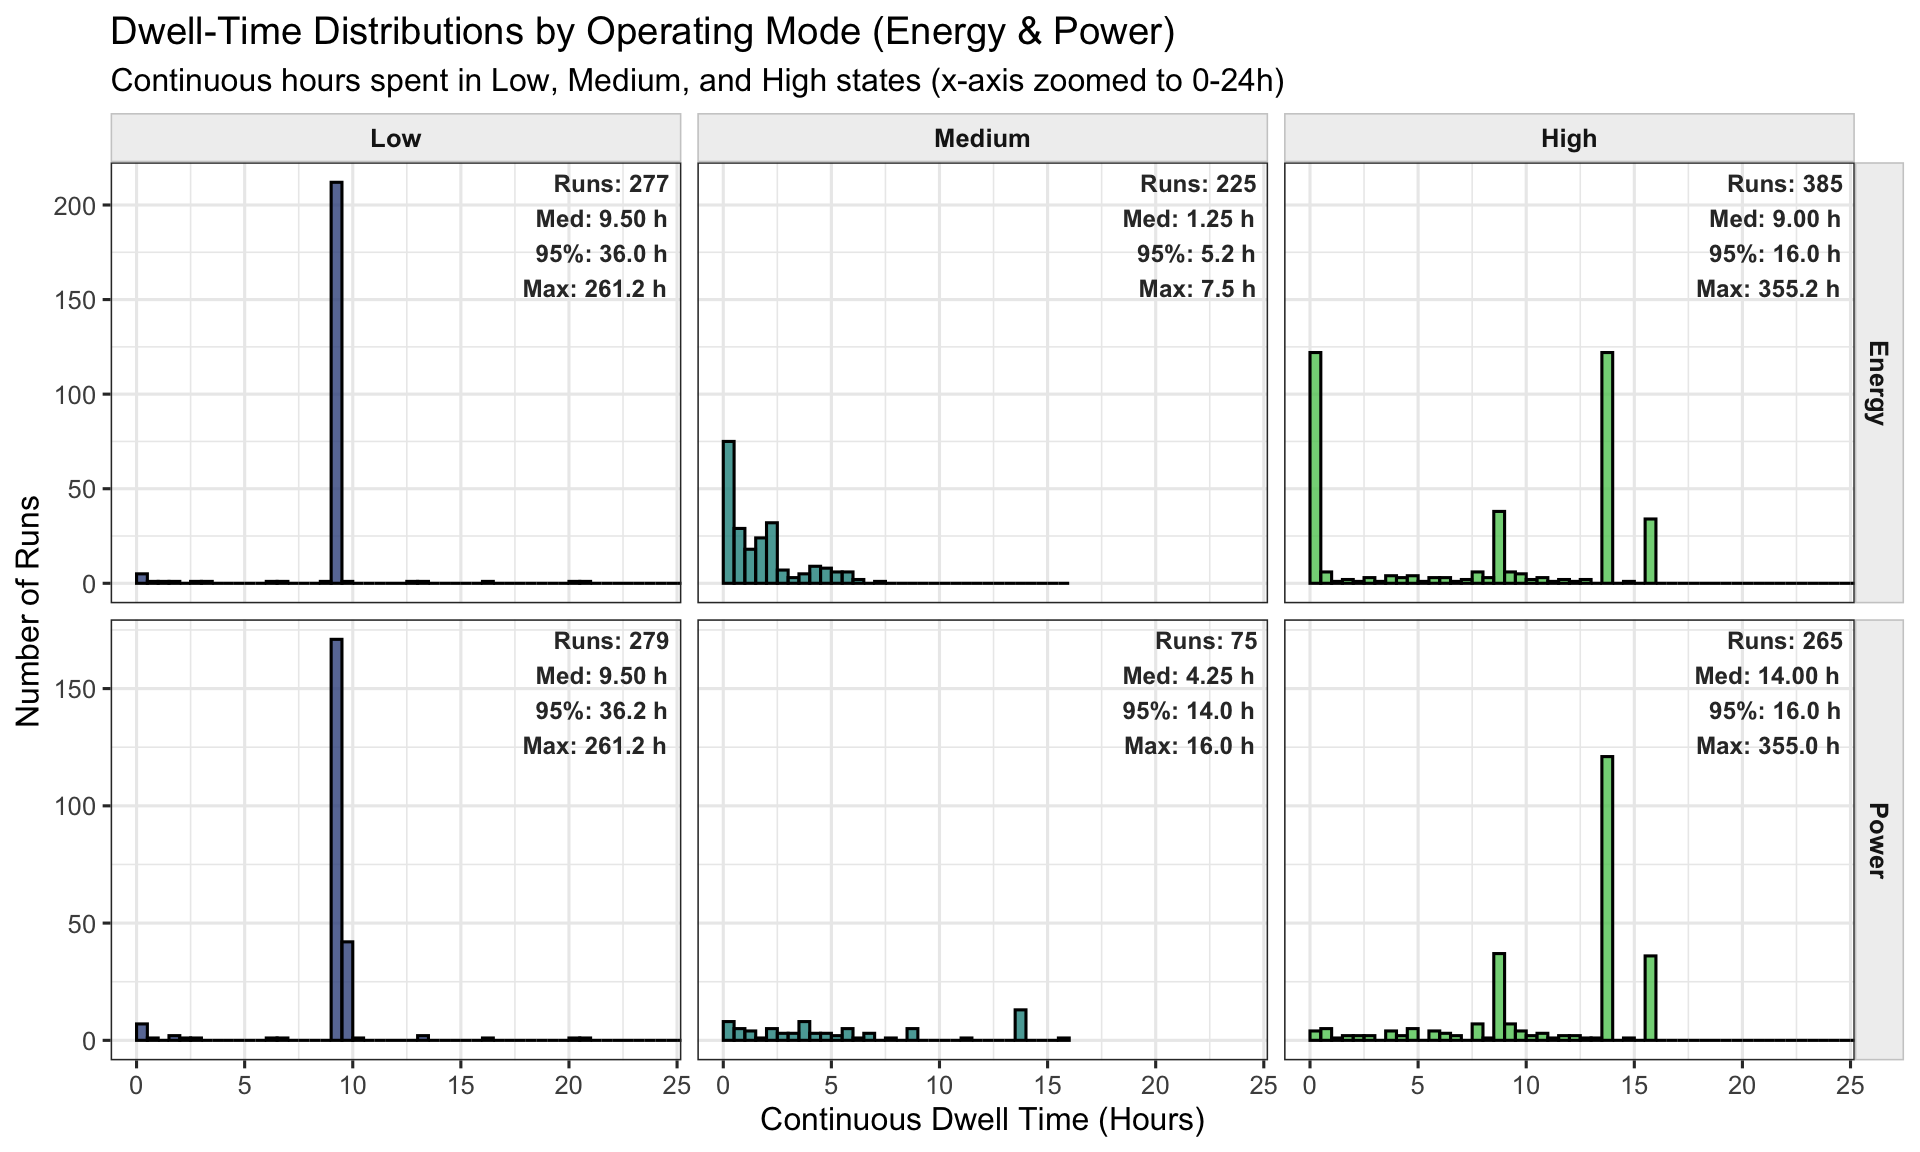 Dwell-Time Distributions by Operating Mode (Energy & Power)
Continuous hours spent in Low, Medium, and High states (x-axis zoomed to 0-24h)
Low
Medium
High
Runs: 277
Med: 9.50 h
95%: 36.0 h
Max: 261.2 h
Runs: 225
Med: 1.25 h
95%: 5.2 h
Max: 7.5 h
Runs: 385
Med: 9.00 h
95%: 16.0 h
Max: 355.2 h
Energy
200
150
100
50
0
Number of Runs
Runs: 279
Med: 9.50 h
95%: 36.2 h
Max: 261.2 h
Runs: 75
Med: 4.25 h
95%: 14.0 h
Max: 16.0 h
Runs: 265
Med: 14.00 h
95%: 16.0 h
Max: 355.0 h
Power
150
100
50
0
0 5 10 15 20 25
0 5 10 15 20 25
0 5 10 15 20 25
Continuous Dwell Time (Hours)